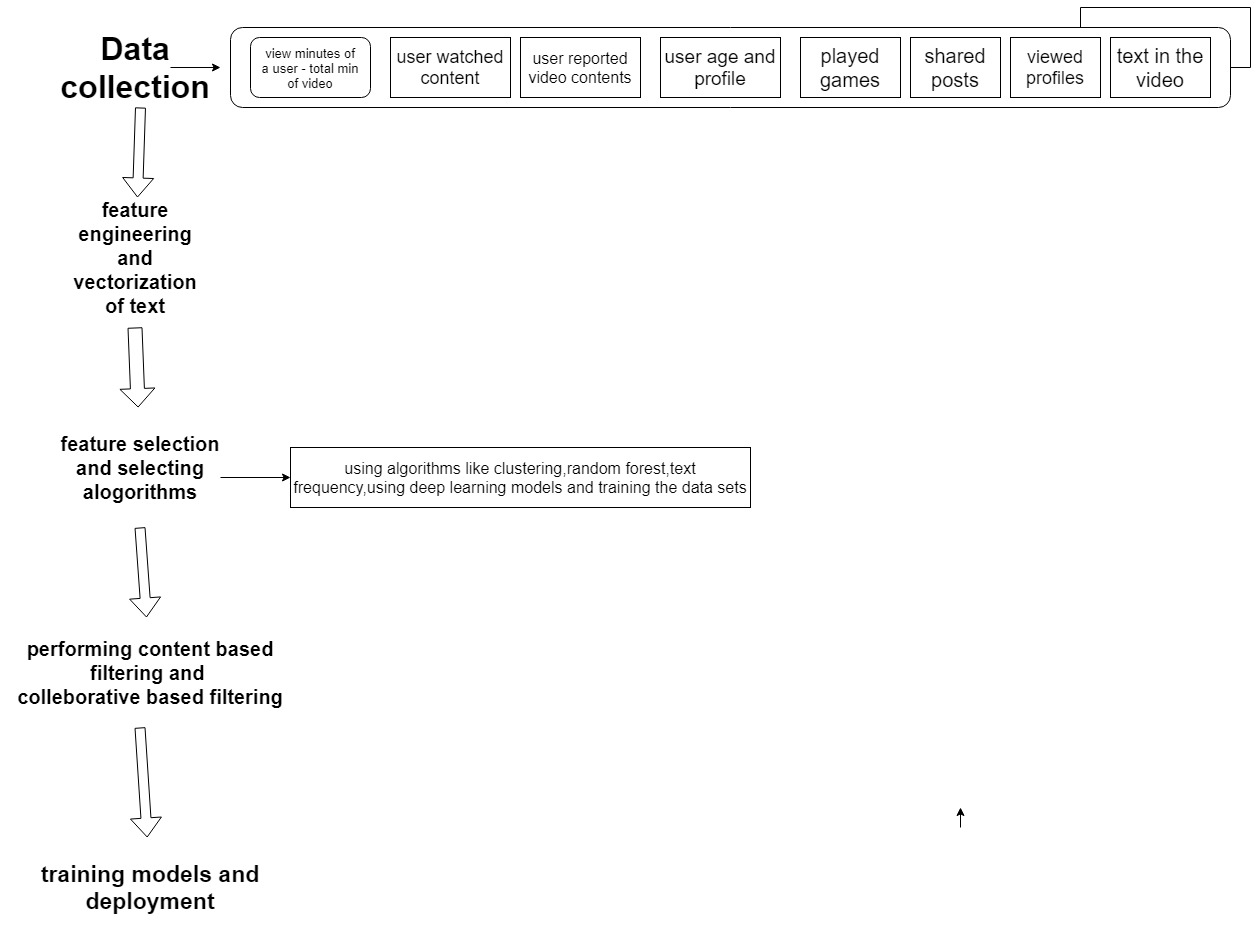 Data
collection
view minutes of
a user - total min
of video
user watched
content
user reported
video contents
user age and
profile
played
games
shared
posts
viewed
profiles
text in the
video
feature
engineering
and
vectorization
of text
feature selection
and selecting
alogorithms
using algorithms like clustering,random forest,text
frequency,using deep learning models and training the data sets
performing content based
filtering and
colleborative based filtering
training models and
deployment